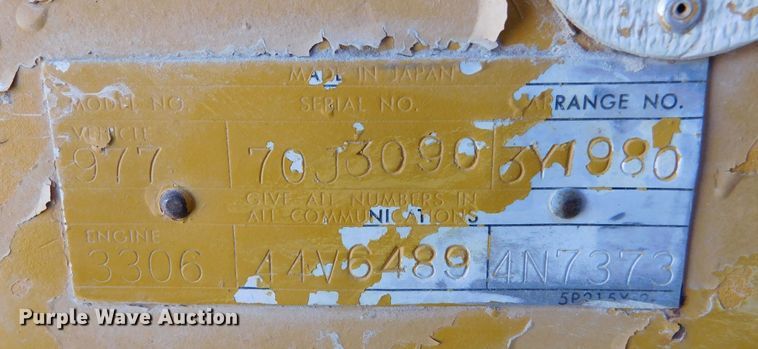 MADE IN JAPAN
MODEL NO. SERIAL NO. ARRANGE NO.
VEHICLE
977 70J3090 3Y1980
GIVE ALL NUMBERS IN
ALL COMMUNICATIONS
ENGINE
3306 44V6489 4N7373
Purple Wave Auction